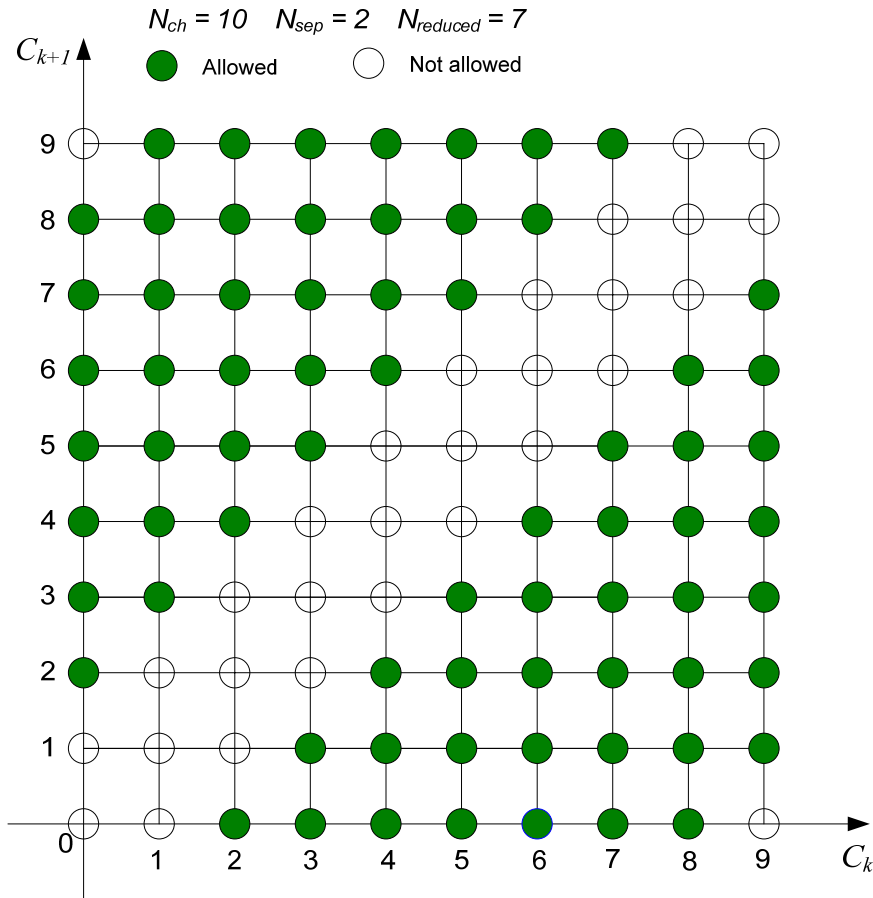 N_ch = 10 N_sep = 2 N_reduced = 7
C_k+1
Allowed Not allowed
9
8
7
6
5
4
3
2
1
0
1 2 3 4 5 6 7 8 9
C_k